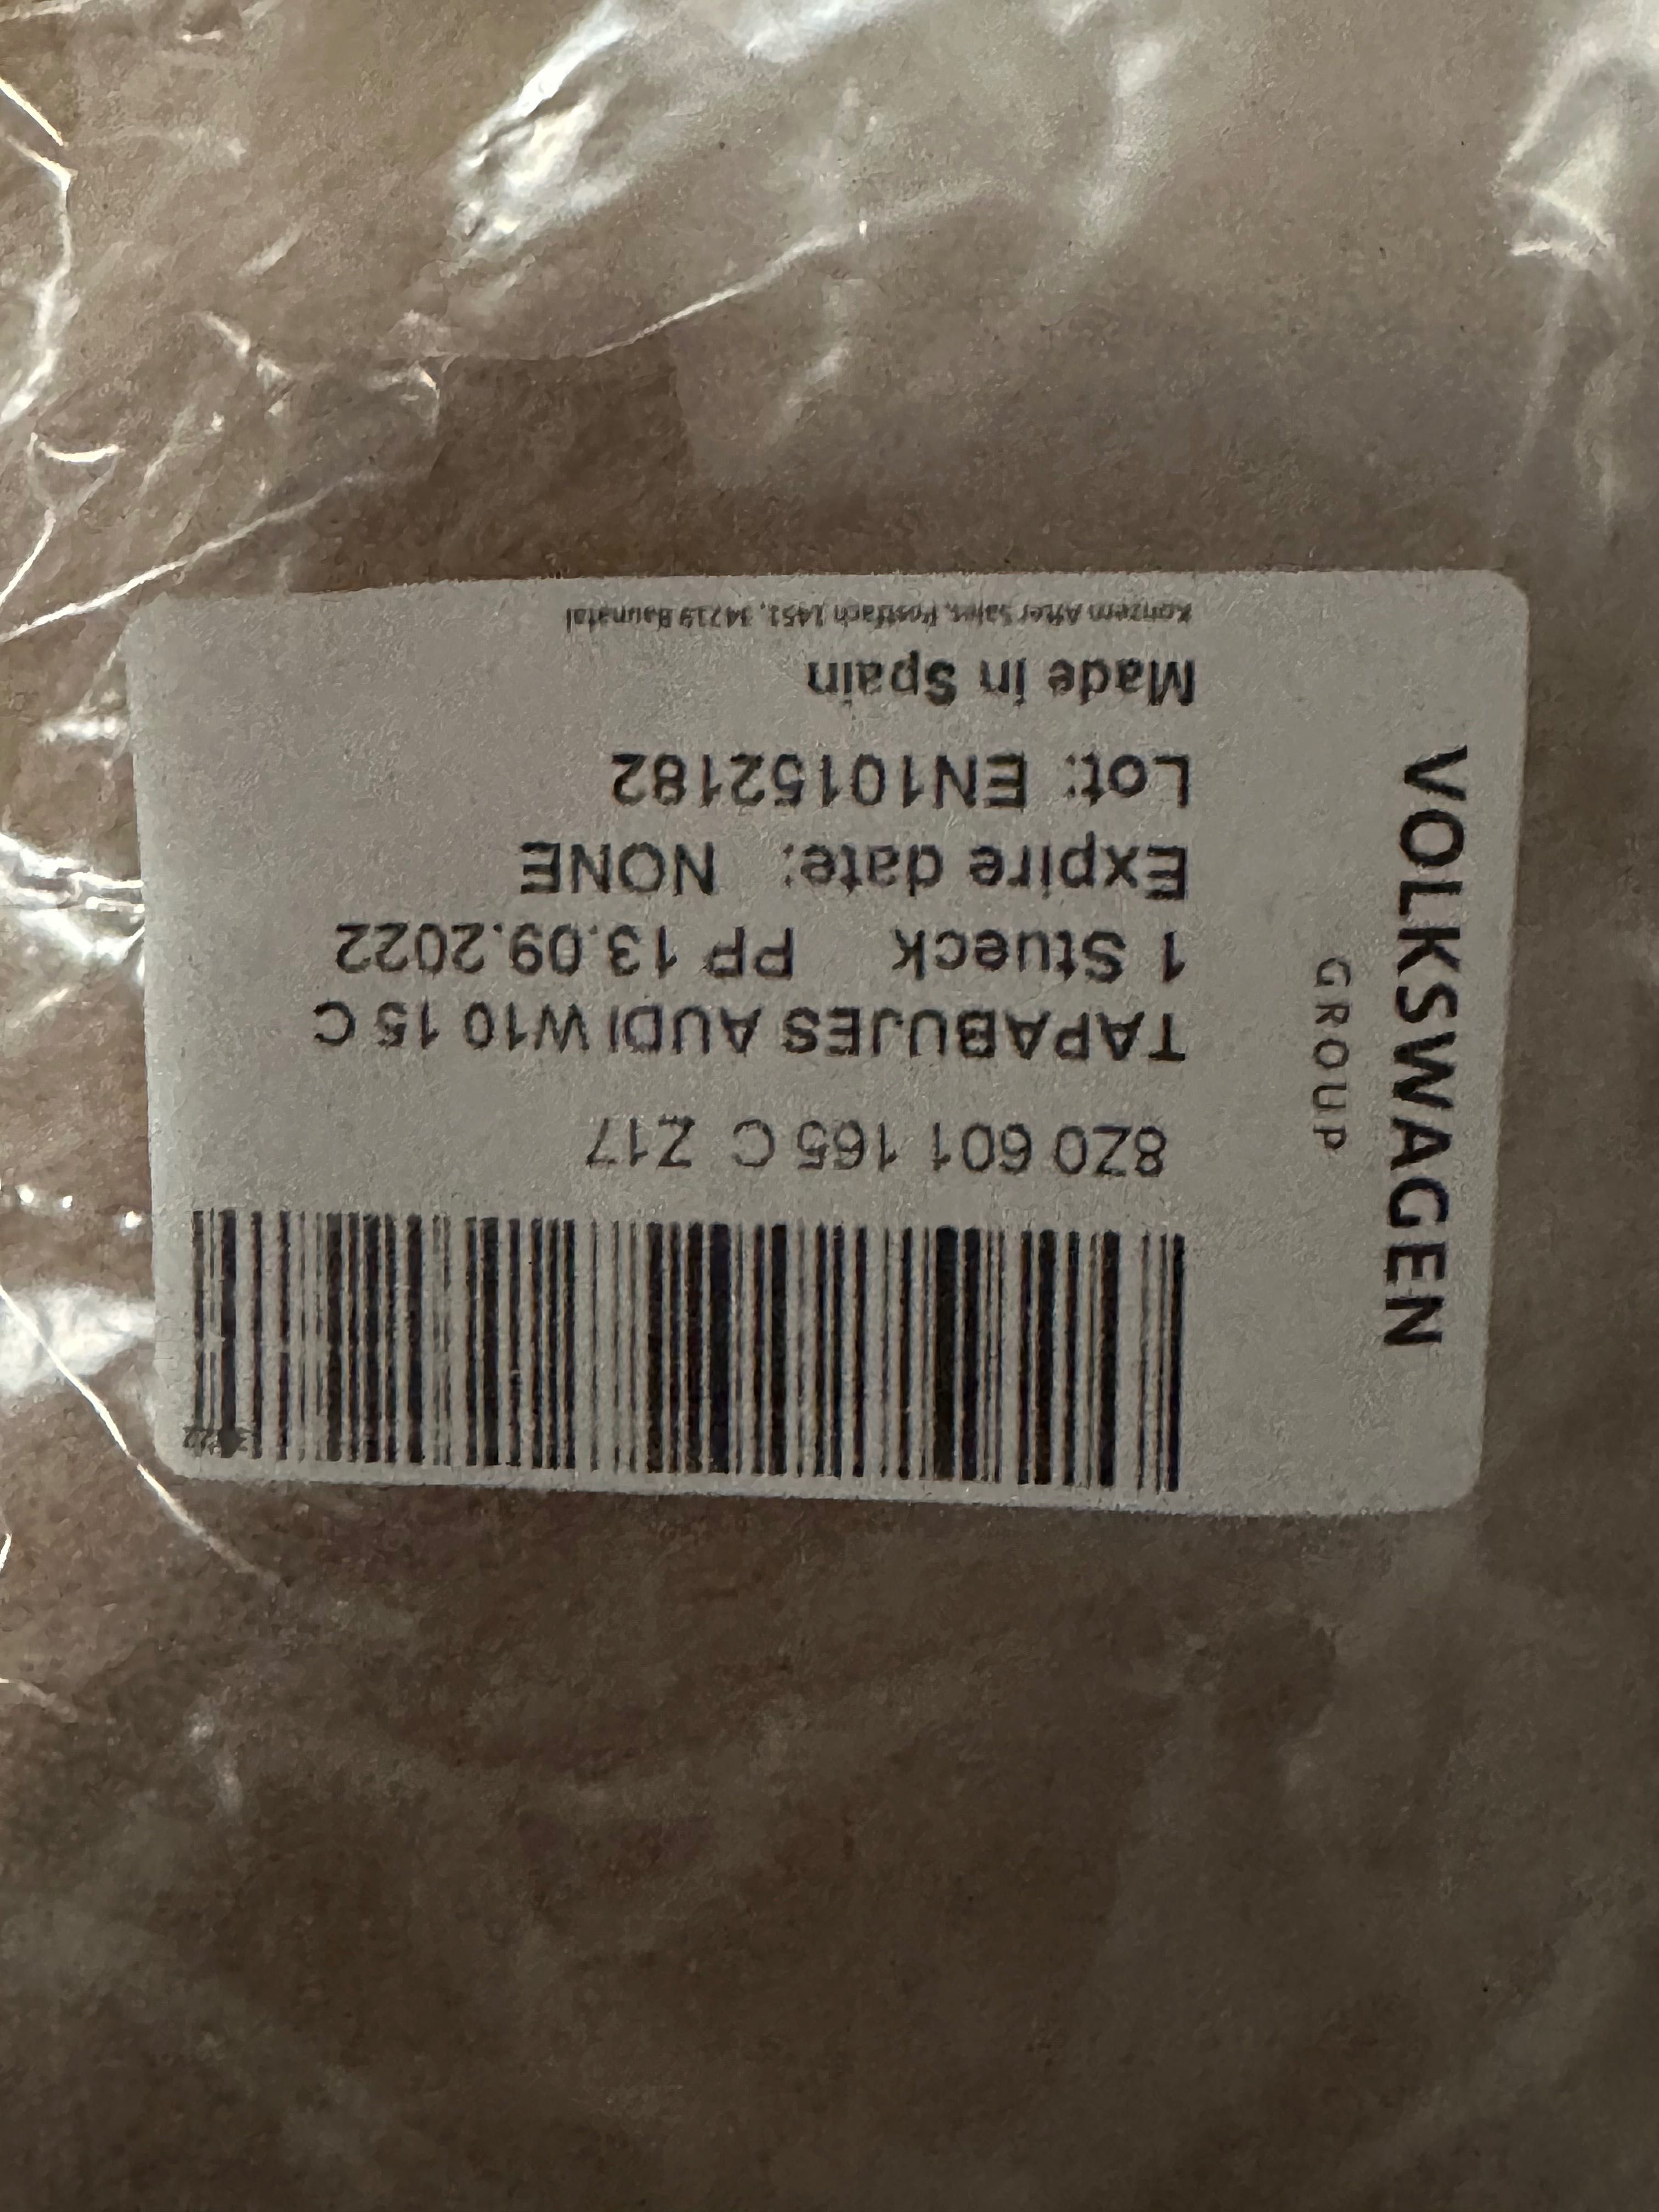 VOLKSWAGEN
GROUP
8Z0 601 165 C Z17
TAPABUJES AUDI W10 15 C
1 Stueck PP 13.09.2022
Expire date: NONE
Lot: EN10152182
Made in Spain
Konzern After Sales, Postfach 1451, 34219 Baunatal